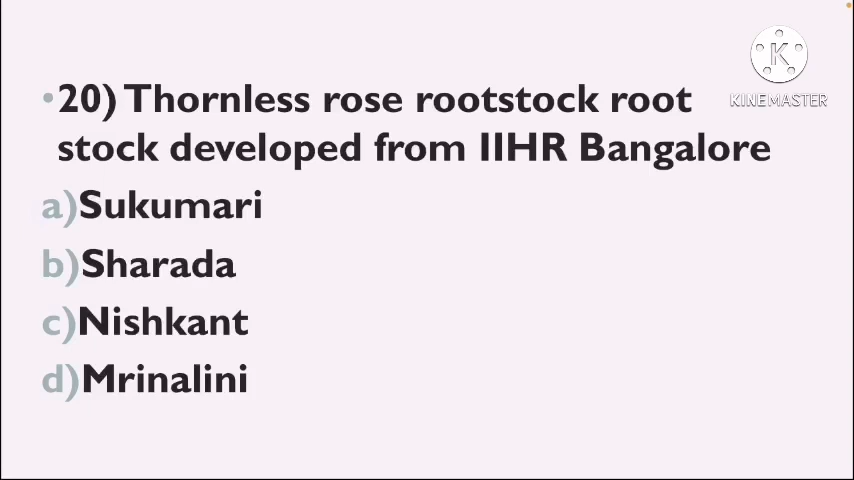 •20) Thornless rose rootstock root
stock developed from IIHR Bangalore
a)Sukumari
b)Sharada
c)Nishkant
d)Mrinalini
K
KINEMASTER